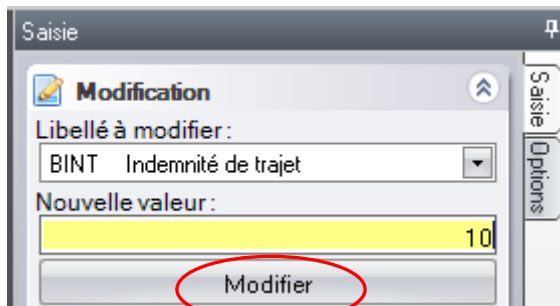 Saisie
Modification
Libellé à modifier :
BINT Indemnité de trajet
Nouvelle valeur :
10
Modifier
Saisie
Options